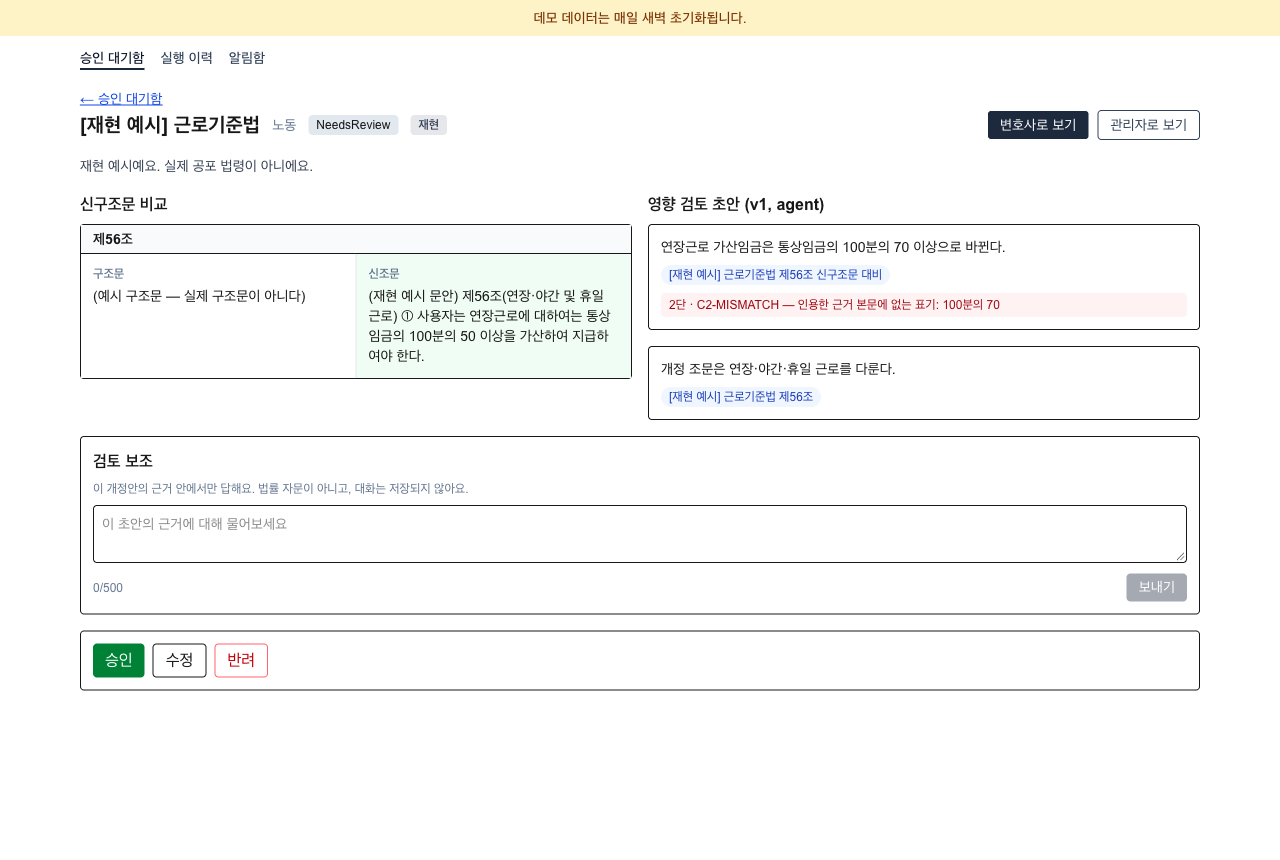 데모 데이터는 매일 새벽 초기화됩니다.
승인 대기함 실행 이력 알림함
← 승인 대기함
[재현 예시] 근로기준법 노동 NeedsReview 재현
변호사로 보기 관리자로 보기
재현 예시예요. 실제 공포 법령이 아니에요.
신구조문 비교
제56조
구조문
(예시 구조문 — 실제 구조문이 아니다)
신조문
(재현 예시 문안) 제56조(연장·야간 및 휴일
근로) ① 사용자는 연장근로에 대하여는 통상
임금의 100분의 50 이상을 가산하여 지급하
여야 한다.
영향 검토 초안 (v1, agent)
연장근로 가산임금은 통상임금의 100분의 70 이상으로 바뀐다.
[재현 예시] 근로기준법 제56조 신구조문 대비
2단 · C2-MISMATCH — 인용한 근거 본문에 없는 표기: 100분의 70
개정 조문은 연장·야간·휴일 근로를 다룬다.
[재현 예시] 근로기준법 제56조
검토 보조
이 개정안의 근거 안에서만 답해요. 법률 자문이 아니고, 대화는 저장되지 않아요.
이 초안의 근거에 대해 물어보세요
0/500
보내기
승인 수정 반려